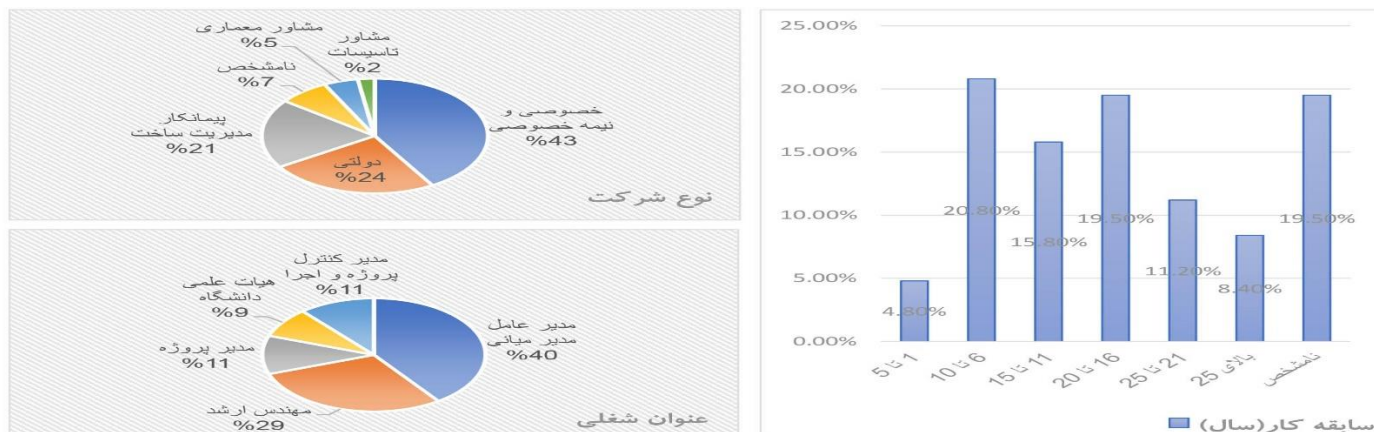 مشاور معماری
%5
مشاور
تاسیسات
%2
نامشخص
%7
خصوصی و
نیمه خصوصی
%43
پیمانکار
مدیریت ساخت
%21
دولتی
%24
نوع شرکت
مدیر کنترل
پروژه و اجرا
%11
هیات علمی
دانشگاه
%9
مدیر عامل
مدیر میانی
%40
مدیر پروژه
%11
مهندس ارشد
%29
عنوان شغلی
25.00%
20.00%
15.00%
10.00%
5.00%
0.00%
4.80%
20.80%
15.80%
19.50%
11.20%
8.40%
19.50%
1 تا 5
6 تا 10
11 تا 15
16 تا 20
21 تا 25
بالای 25
نامشخص
سابقه کار(سال)